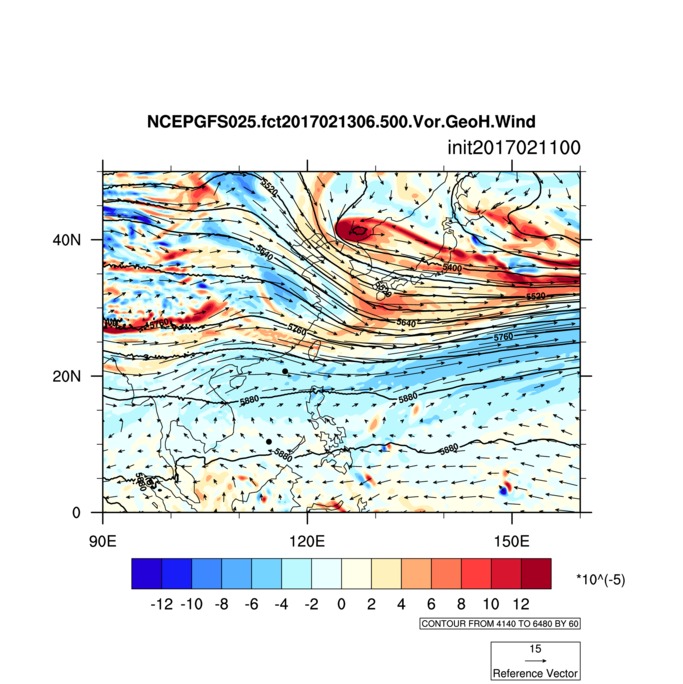 NCEPGFS025.fct2017021306.500.Vor.GeoH.Wind
init2017021100
5520
40N
5640
5400
5520
5640
5760
5760
5760
20N
5880
5880
5880
5880
0
90E 120E 150E
-12 -10 -8 -6 -4 -2 0 2 4 6 8 10 12
*10^(-5)
CONTOUR FROM 4140 TO 6480 BY 60
15
Reference Vector